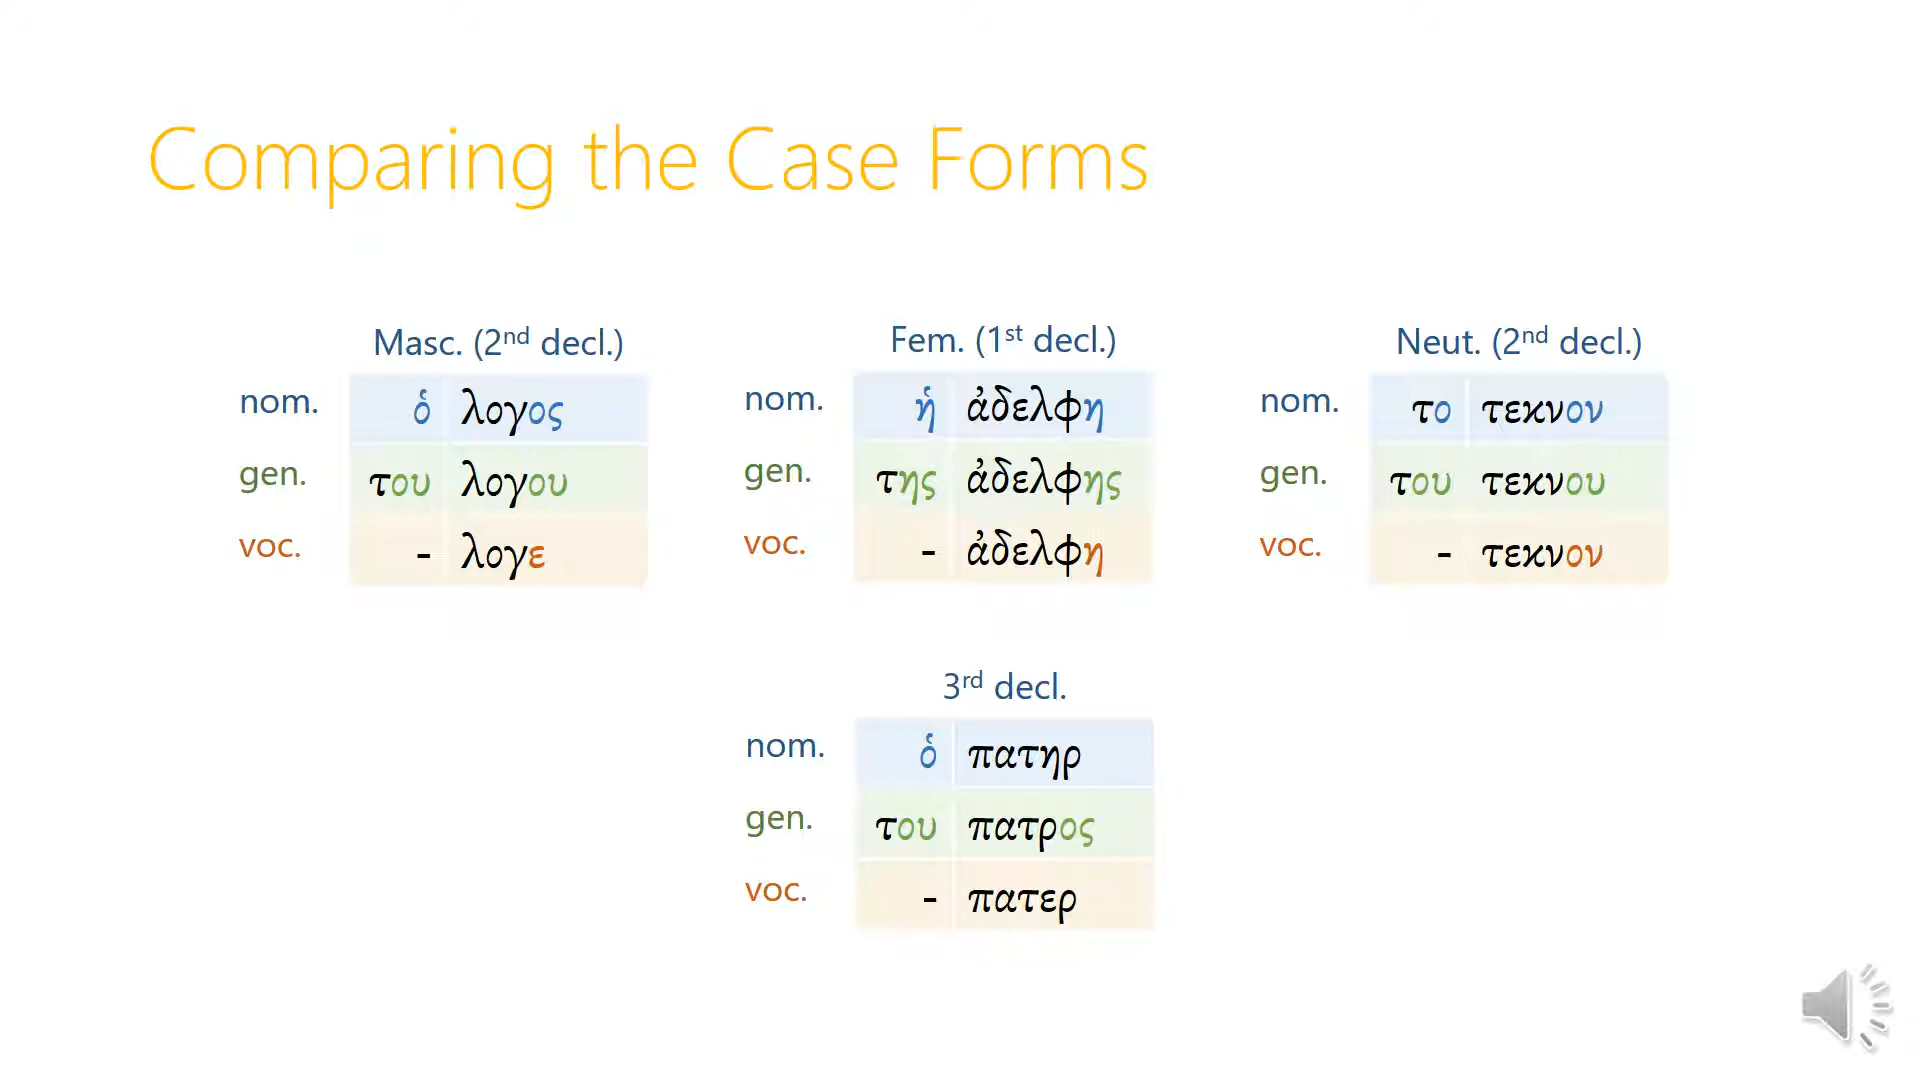 Comparing the Case Forms
Masc. (2nd decl.)
nom. ὁ λογος
gen. του λογου
voc. - λογε
Fem. (1st decl.)
nom. ἡ ἀδελφη
gen. της ἀδελφης
voc. - ἀδελφη
Neut. (2nd decl.)
nom. το τεκνον
gen. του τεκνου
voc. - τεκνον
3rd decl.
nom. ὁ πατηρ
gen. του πατρος
voc. - πατερ